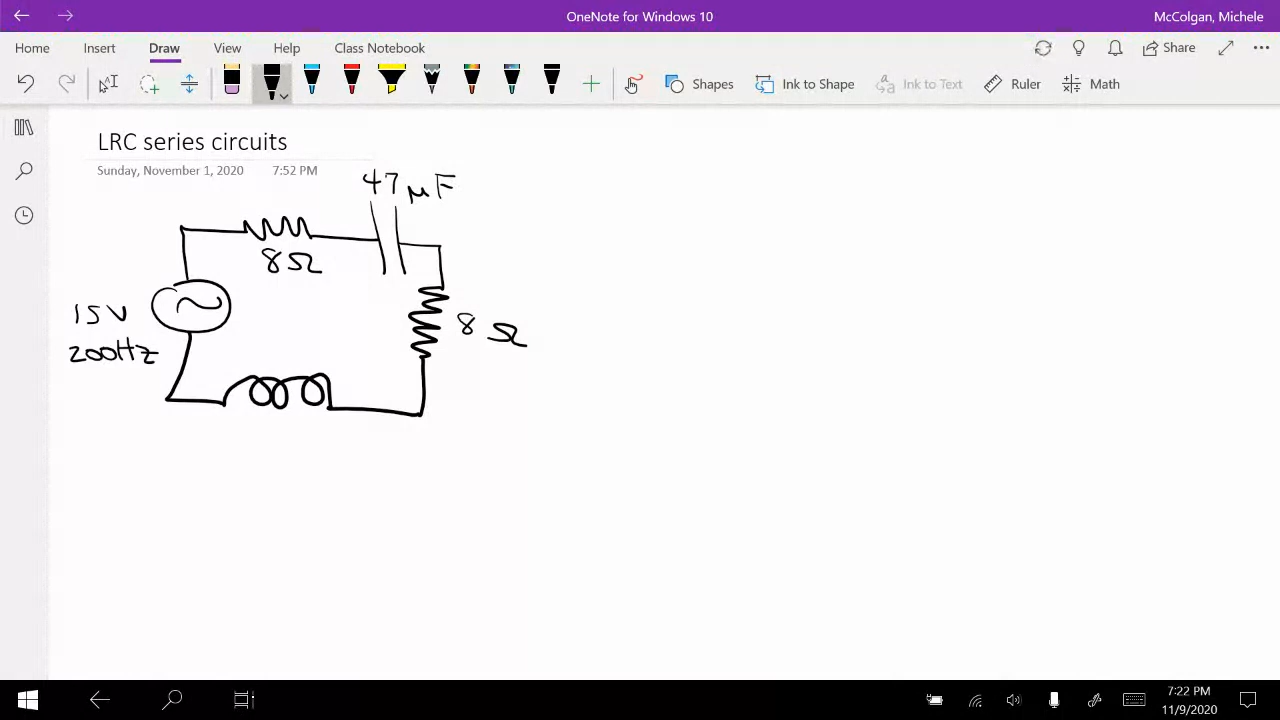 OneNote for Windows 10
McColgan, Michele
Home Insert Draw View Help Class Notebook
Share
Shapes Ink to Shape Ink to Text Ruler Math
LRC series circuits
Sunday, November 1, 2020 7:52 PM
47 μF
8Ω
15V
200Hz
8 Ω
7:22 PM
11/9/2020